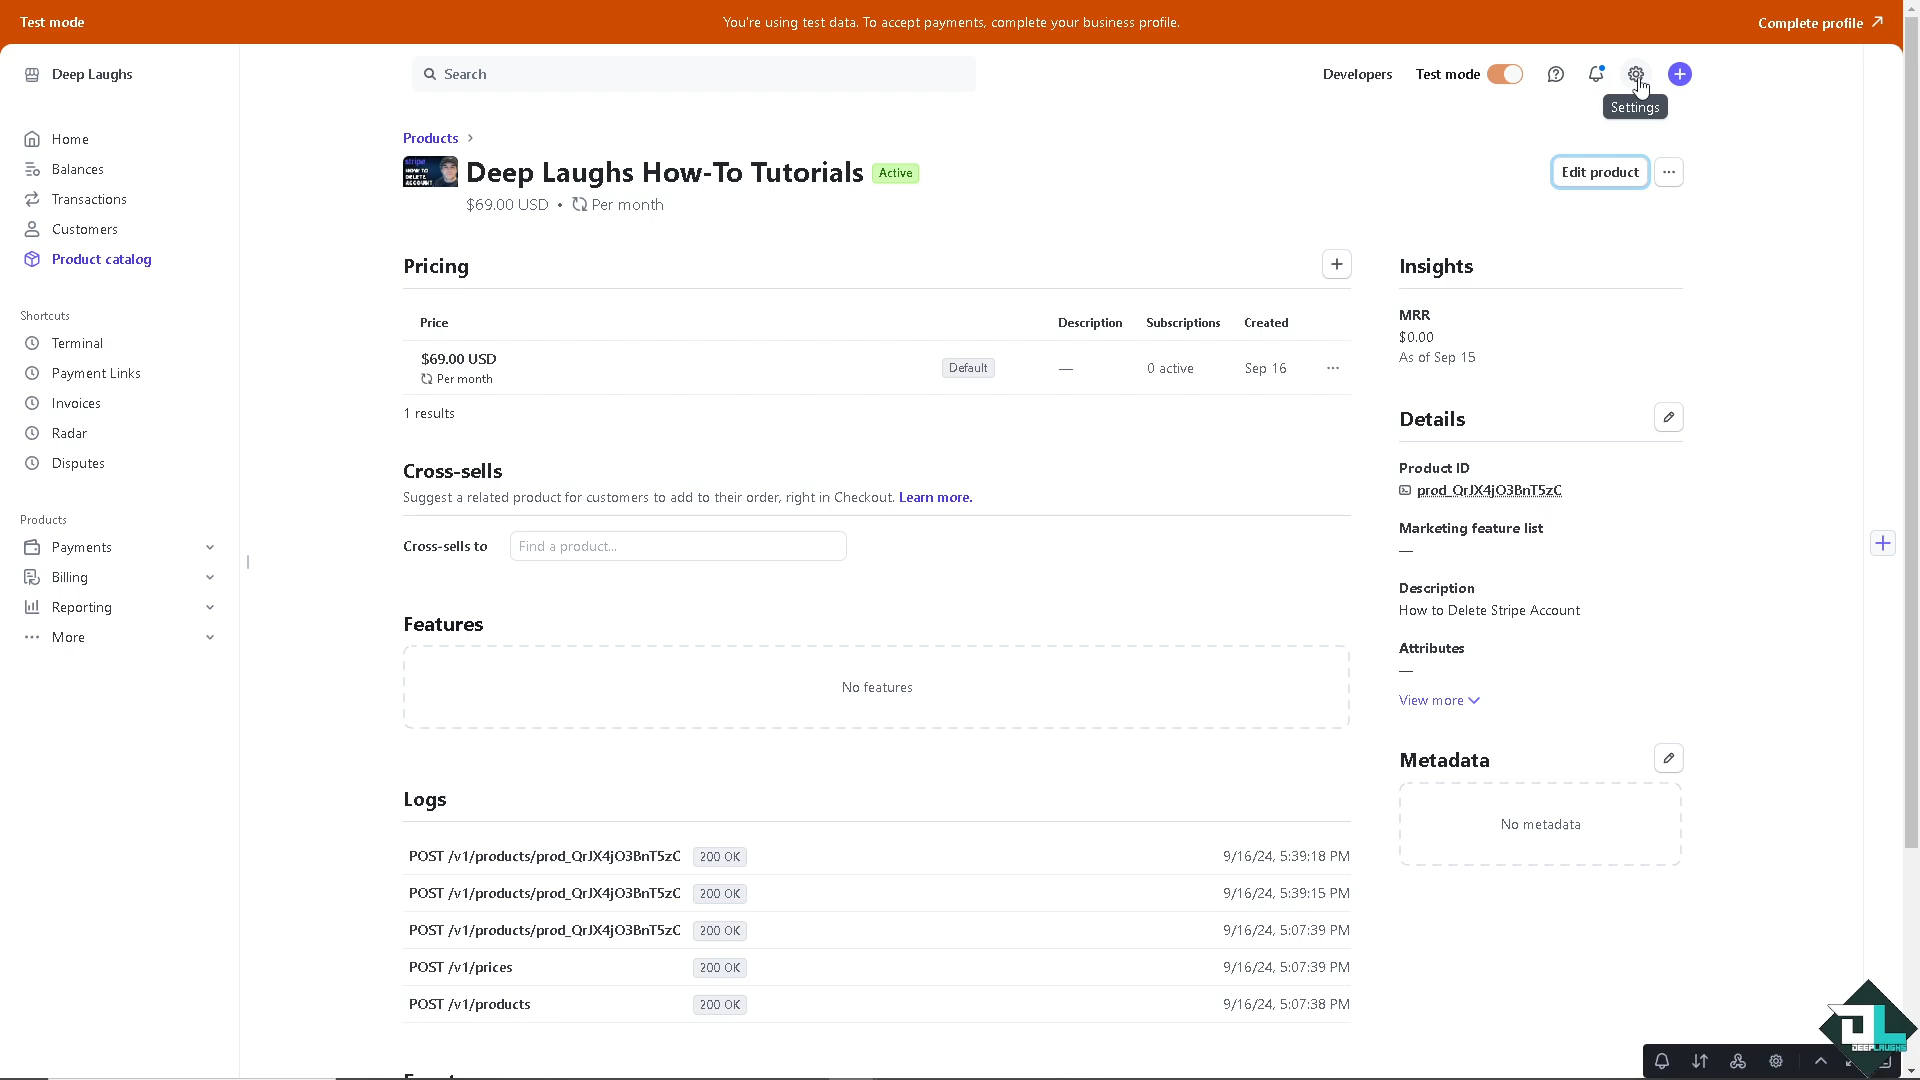 Test mode
You're using test data. To accept payments, complete your business profile.
Complete profile
Deep Laughs
Search
Developers
Test mode
Settings
Home
Balances
Transactions
Customers
Product catalog
Shortcuts
Terminal
Payment Links
Invoices
Radar
Disputes
Products
Payments
Billing
Reporting
More
Products
stripe
HOW TO
DELETE
ACCOUNT
Deep Laughs How-To Tutorials
Active
Edit product
$69.00 USD • Per month
Pricing
Price Description Subscriptions Created
$69.00 USD
Per month
Default — 0 active Sep 16
1 results
Cross-sells
Suggest a related product for customers to add to their order, right in Checkout. Learn more.
Cross-sells to Find a product...
Features
No features
Logs
POST /v1/products/prod_QrJX4jO3BnT5zC 200 OK 9/16/24, 5:39:18 PM
POST /v1/products/prod_QrJX4jO3BnT5zC 200 OK 9/16/24, 5:39:15 PM
POST /v1/products/prod_QrJX4jO3BnT5zC 200 OK 9/16/24, 5:07:39 PM
POST /v1/prices 200 OK 9/16/24, 5:07:39 PM
POST /v1/products 200 OK 9/16/24, 5:07:38 PM
Insights
MRR
$0.00
As of Sep 15
Details
Product ID
prod_QrJX4jO3BnT5zC
Marketing feature list
—
Description
How to Delete Stripe Account
Attributes
—
View more
Metadata
No metadata
DEEPLAUGHS